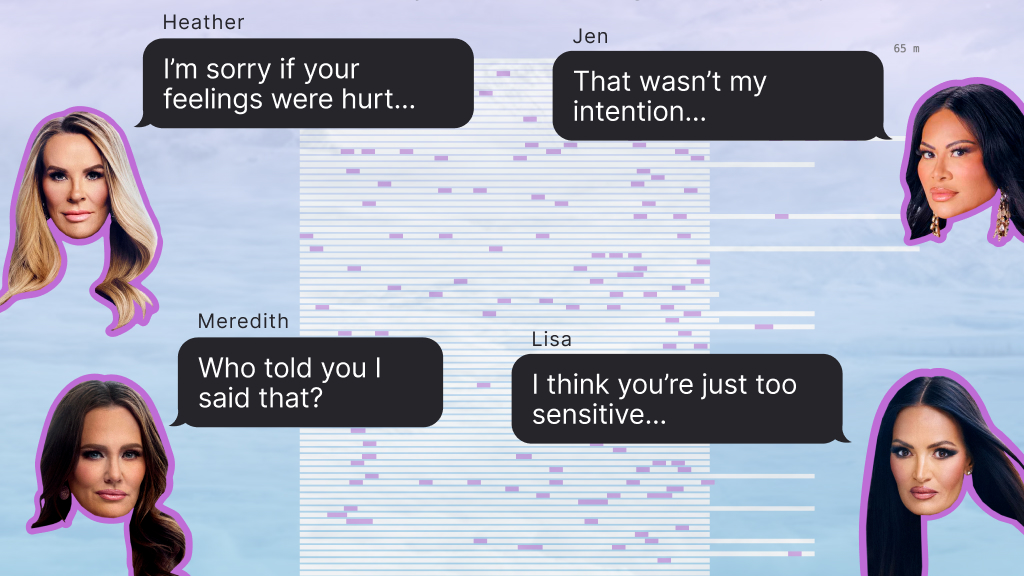 Heather
I’m sorry if your
feelings were hurt...
Jen
65 m
That wasn’t my
intention...
Meredith
Who told you I
said that?
Lisa
I think you’re just too
sensitive...